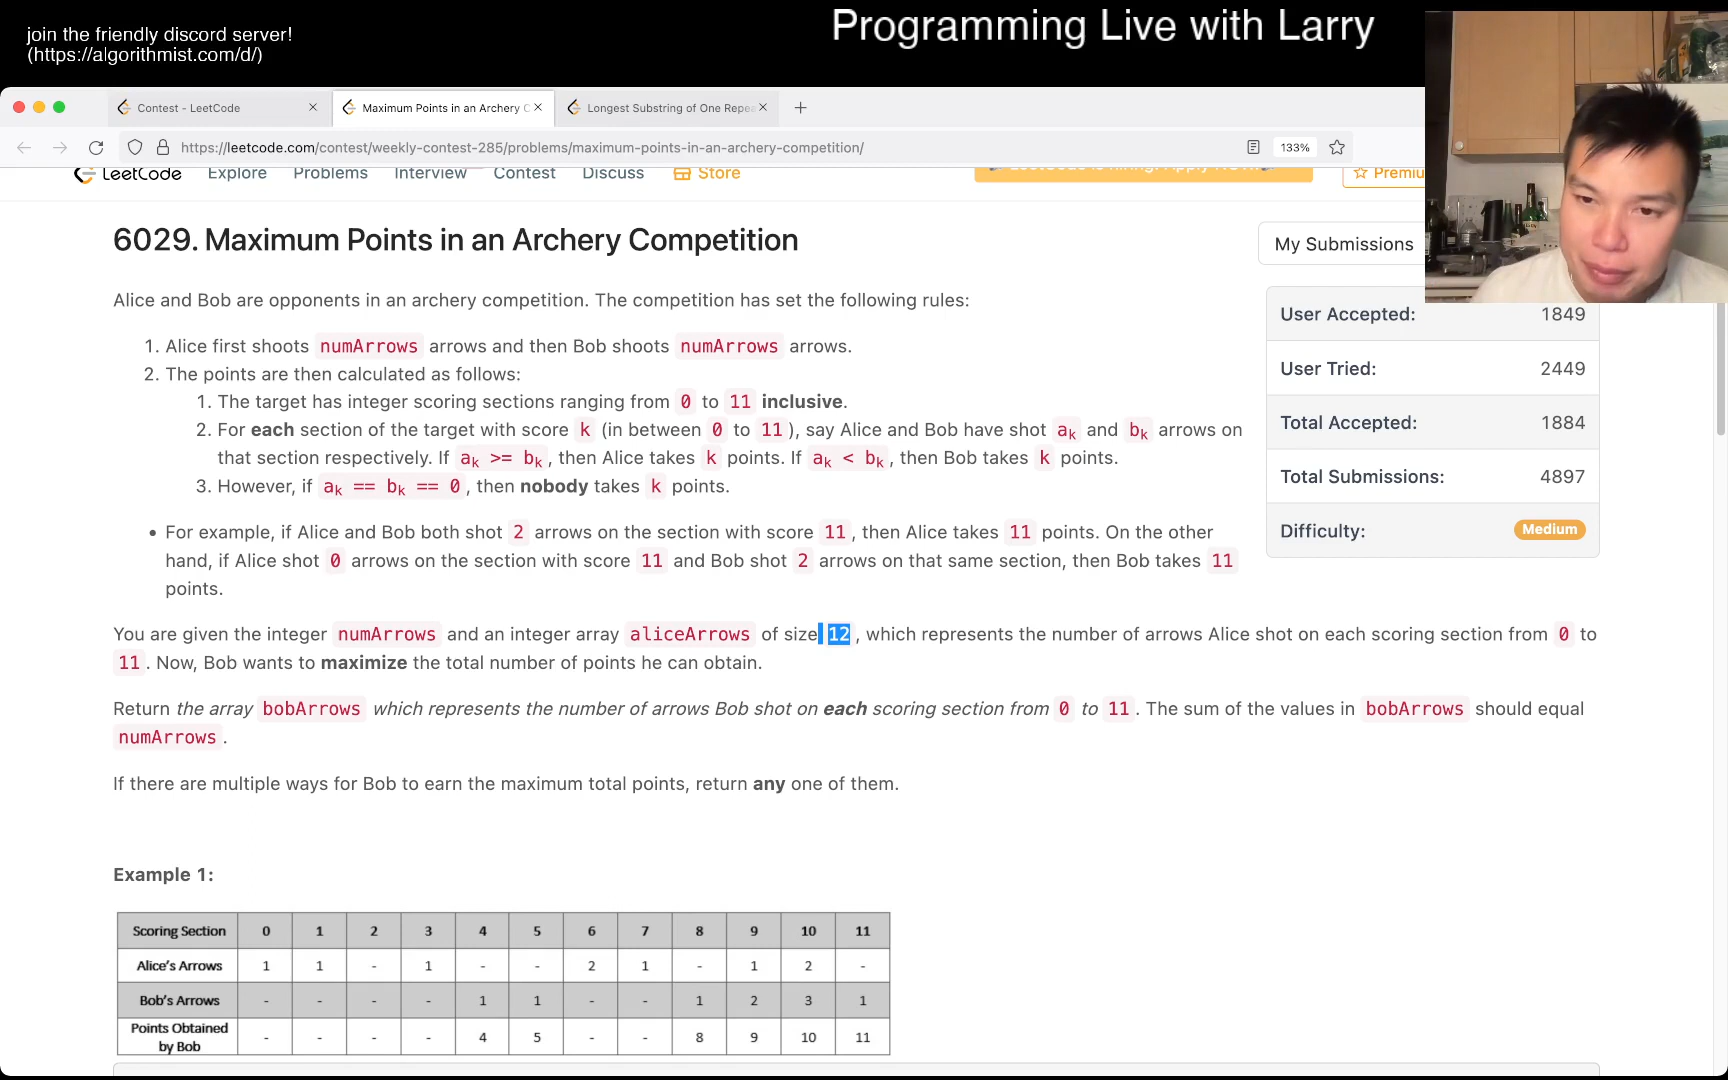 join the friendly discord server!
(https://algorithmist.com/d/)
Programming Live with Larry
Contest - LeetCode
Maximum Points in an Archery C
Longest Substring of One Repea
https://leetcode.com/contest/weekly-contest-285/problems/maximum-points-in-an-archery-competition/
133%
LeetCode
Explore
Problems
Interview
Contest
Discuss
Store
Premiu
6029. Maximum Points in an Archery Competition
My Submissions
Alice and Bob are opponents in an archery competition. The competition has set the following rules:
1. Alice first shoots numArrows arrows and then Bob shoots numArrows arrows.
2. The points are then calculated as follows:
1. The target has integer scoring sections ranging from 0 to 11 inclusive.
2. For each section of the target with score k (in between 0 to 11), say Alice and Bob have shot ak and bk arrows on
that section respectively. If ak >= bk, then Alice takes k points. If ak < bk, then Bob takes k points.
3. However, if ak == bk == 0, then nobody takes k points.
• For example, if Alice and Bob both shot 2 arrows on the section with score 11, then Alice takes 11 points. On the other
hand, if Alice shot 0 arrows on the section with score 11 and Bob shot 2 arrows on that same section, then Bob takes 11
points.
You are given the integer numArrows and an integer array aliceArrows of size 12, which represents the number of arrows Alice shot on each scoring section from 0 to
11. Now, Bob wants to maximize the total number of points he can obtain.
Return the array bobArrows which represents the number of arrows Bob shot on each scoring section from 0 to 11. The sum of the values in bobArrows should equal
numArrows.
If there are multiple ways for Bob to earn the maximum total points, return any one of them.
User Accepted: 1849
User Tried: 2449
Total Accepted: 1884
Total Submissions: 4897
Difficulty: Medium
Example 1:
Scoring Section 0 1 2 3 4 5 6 7 8 9 10 11
Alice's Arrows 1 1 - 1 - - 2 1 - 1 2 -
Bob's Arrows - - - - 1 1 - - 1 2 3 1
Points Obtained
by Bob - - - - 4 5 - - 8 9 10 11